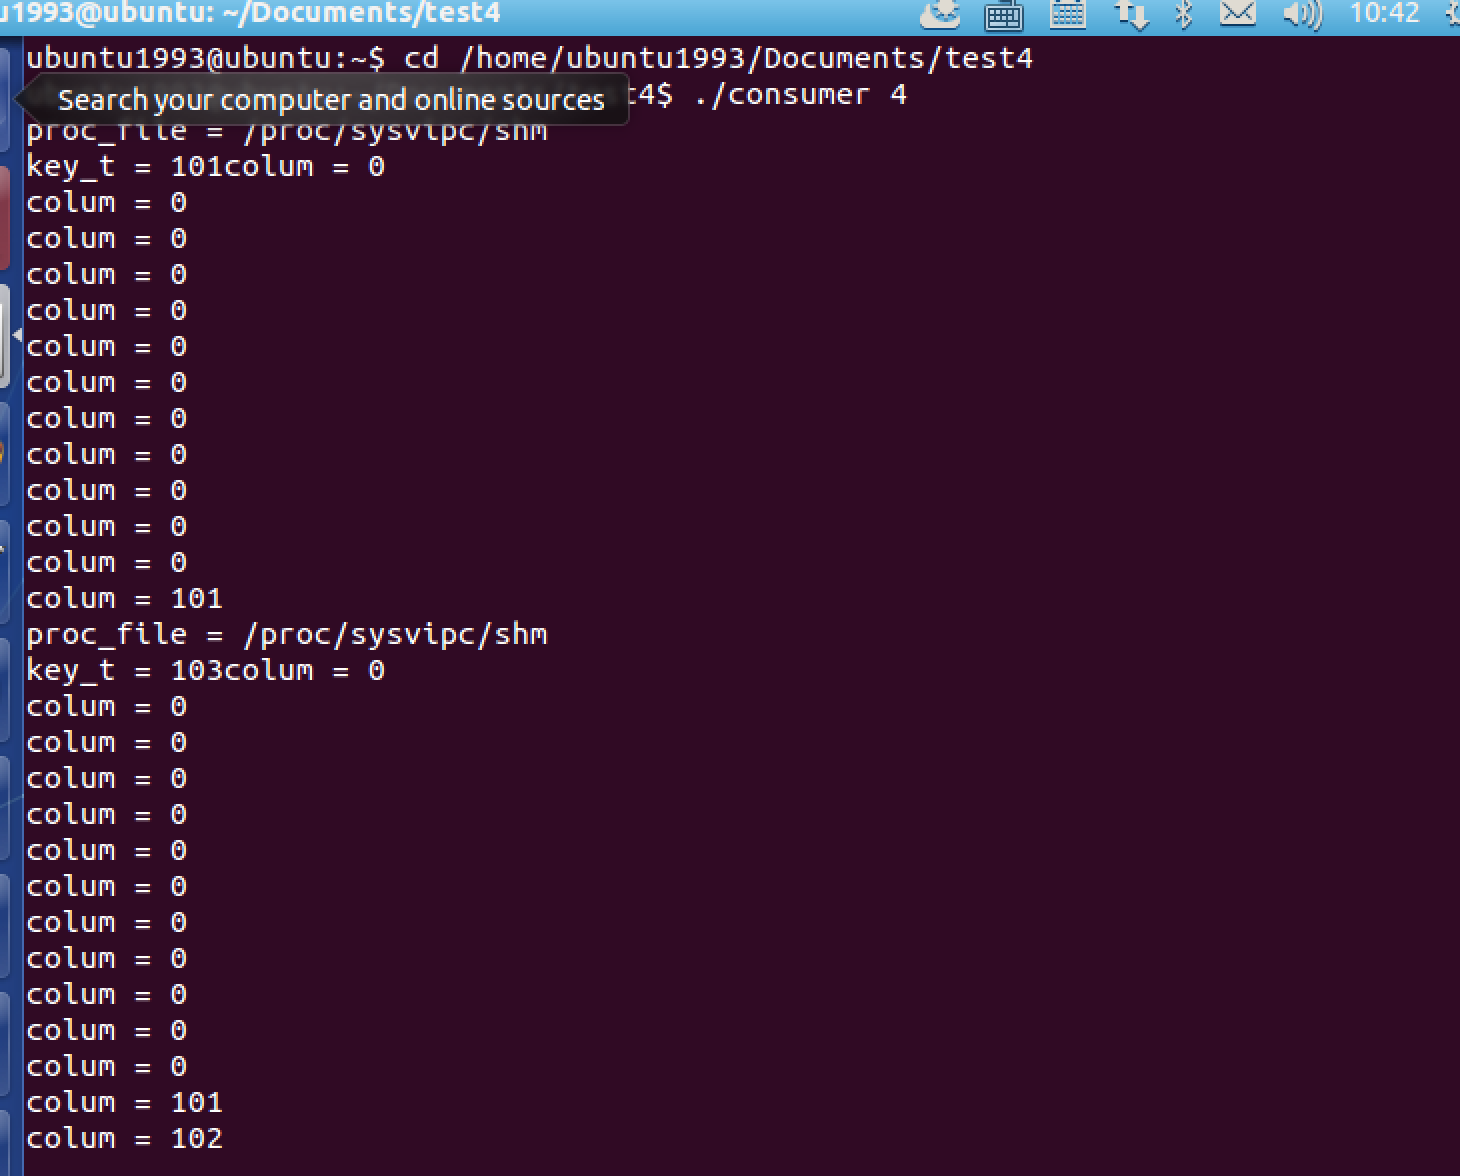 u1993@ubuntu: ~/Documents/test4
10:42
ubuntu1993@ubuntu:~$ cd /home/ubuntu1993/Documents/test4
Search your computer and online sources
t4$ ./consumer 4
proc_file = /proc/sysvipc/shm
key_t = 101colum = 0
colum = 0
colum = 0
colum = 0
colum = 0
colum = 0
colum = 0
colum = 0
colum = 0
colum = 0
colum = 0
colum = 0
colum = 101
proc_file = /proc/sysvipc/shm
key_t = 103colum = 0
colum = 0
colum = 0
colum = 0
colum = 0
colum = 0
colum = 0
colum = 0
colum = 0
colum = 0
colum = 0
colum = 0
colum = 101
colum = 102